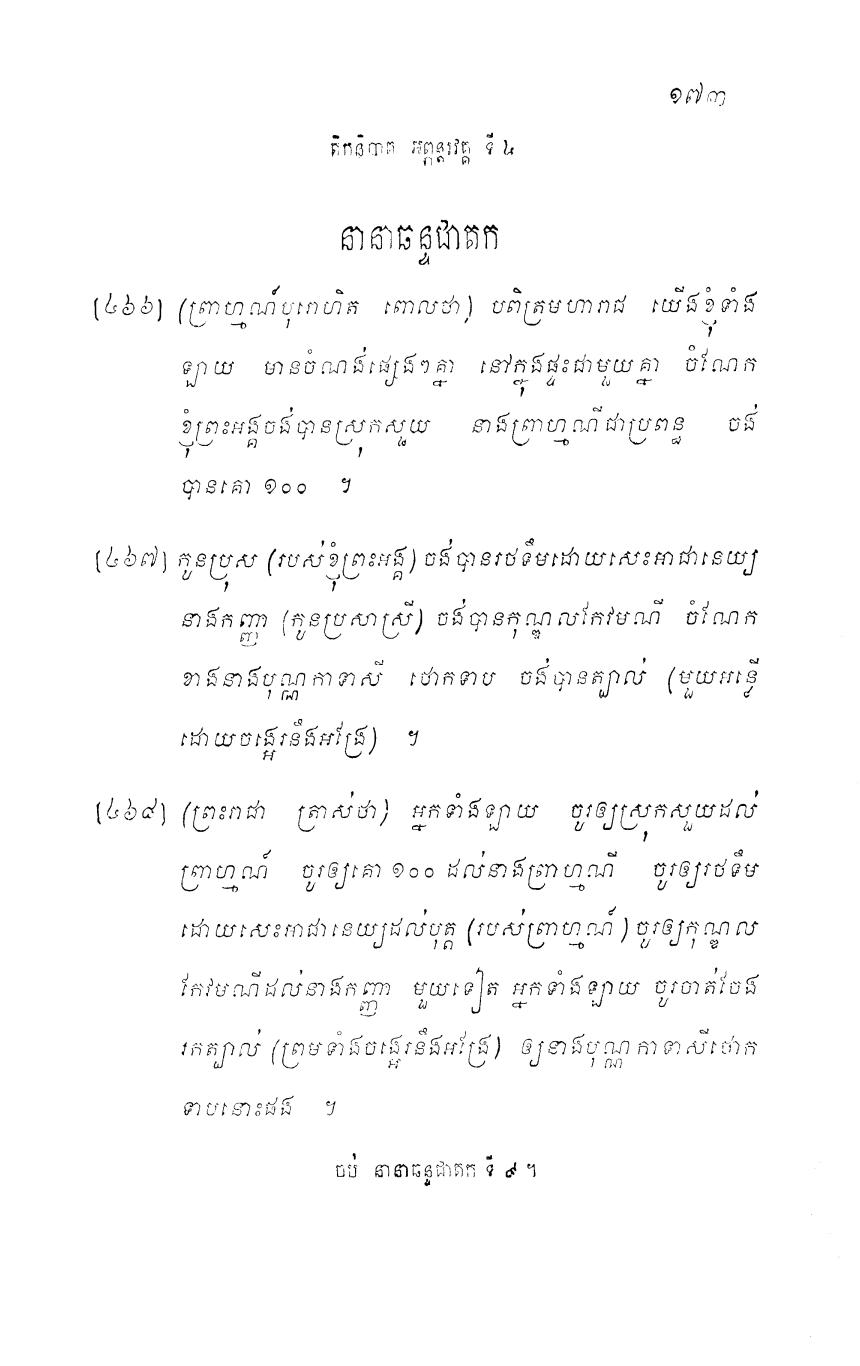 ១៧៣
តិកនិបាត អព្ភន្តរវគ្គ ទី ៤
នានាឆន្ទជាតក
[៤៦៦] (ព្រាហ្មណ៍បុរោហិត ពោលថា) បពិត្រមហារាជ យើងខ្ញុំទាំង
ឡាយ មានចំណង់ផ្សេងៗគ្នា នៅក្នុងផ្ទះជាមួយគ្នា ចំណែក
ខ្ញុំព្រះអង្គចង់បានស្រុកសួយ នាងព្រាហ្មណីជាប្រពន្ធ ចង់
បានគោ ១០០ ។
[៤៦៧] កូនប្រុស (របស់ខ្ញុំព្រះអង្គ) ចង់បានរថទឹមដោយសេះអាជានេយ្យ
នាងកញ្ញា (កូនប្រសាស្រី) ចង់បានកុណ្ឌលកែវមណី ចំណែក
ខាងនាងបុណ្ណកាទាសី ថោកទាប ចង់បានត្បាល់ (មួយអន្លើ
ដោយចង្អេរនឹងអង្រែ) ។
[៤៦៨] (ព្រះរាជា ត្រាស់ថា) អ្នកទាំងឡាយ ចូរឲ្យស្រុកសួយដល់
ព្រាហ្មណ៍ ចូរឲ្យគោ ១០០ ដល់នាងព្រាហ្មណី ចូរឲ្យរថទឹម
ដោយសេះអាជានេយ្យដល់បុត្ត (របស់ព្រាហ្មណ៍) ចូរឲ្យកុណ្ឌល
កែវមណីដល់នាងកញ្ញា មួយទៀត អ្នកទាំងឡាយ ចូរចាត់ចែង
រកត្បាល់ (ព្រមទាំងចង្អេរនឹងអង្រែ) ឲ្យនាងបុណ្ណកាទាសីថោក
ទាបនោះផង ។
ចប់ នានាឆន្ទជាតក ទី ៩ ។